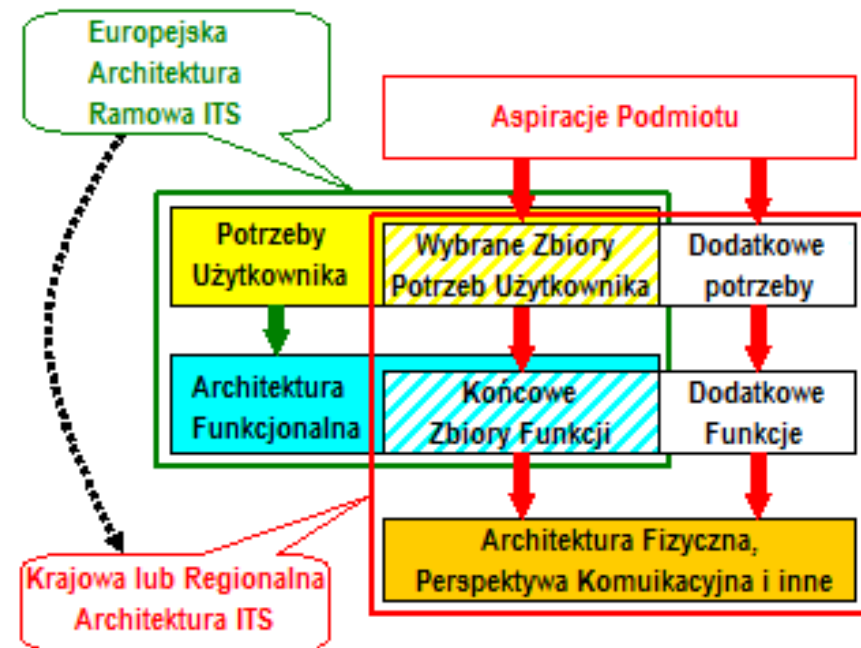 Europejska
Architektura
Ramowa ITS
Aspiracje Podmiotu
Potrzeby
Użytkownika
Wybrane Zbiory
Potrzeb Użytkownika
Dodatkowe
potrzeby
Architektura
Funkcjonalna
Końcowe
Zbiory Funkcji
Dodatkowe
Funkcje
Architektura Fizyczna,
Perspektywa Komuikacyjna i inne
Krajowa lub Regionalna
Architektura ITS